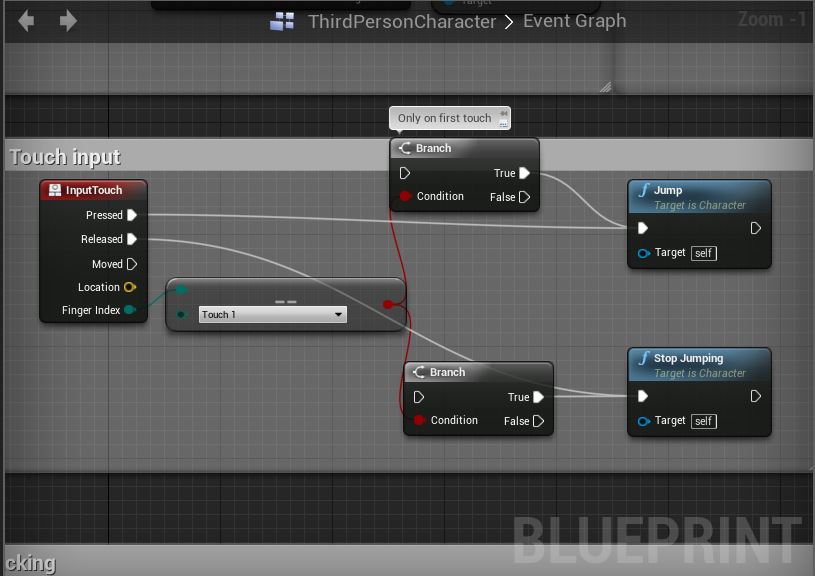 Target
ThirdPersonCharacter > Event Graph
Zoom -1
Only on first touch
Touch input
Branch
True
Condition
False
InputTouch
Pressed
Released
Moved
Location
Finger Index
Jump
Target is Character
Target self
==
Touch 1
Branch
True
Condition
False
Stop Jumping
Target is Character
Target self
BLUEPRINT
cking